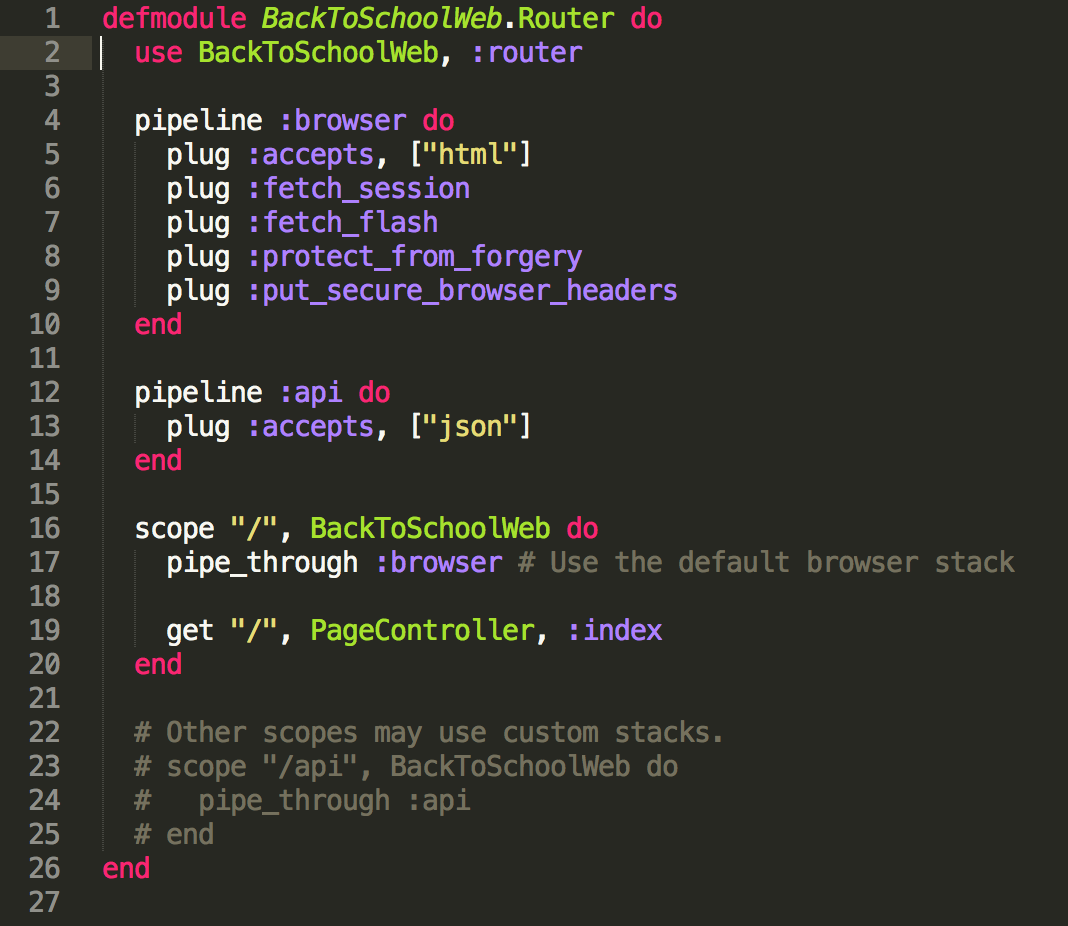 1 defmodule BackToSchoolWeb.Router do
2   use BackToSchoolWeb, :router
3
4   pipeline :browser do
5     plug :accepts, ["html"]
6     plug :fetch_session
7     plug :fetch_flash
8     plug :protect_from_forgery
9     plug :put_secure_browser_headers
10   end
11
12   pipeline :api do
13     plug :accepts, ["json"]
14   end
15
16   scope "/", BackToSchoolWeb do
17     pipe_through :browser # Use the default browser stack
18
19     get "/", PageController, :index
20   end
21
22   # Other scopes may use custom stacks.
23   # scope "/api", BackToSchoolWeb do
24   #   pipe_through :api
25   # end
26 end
27